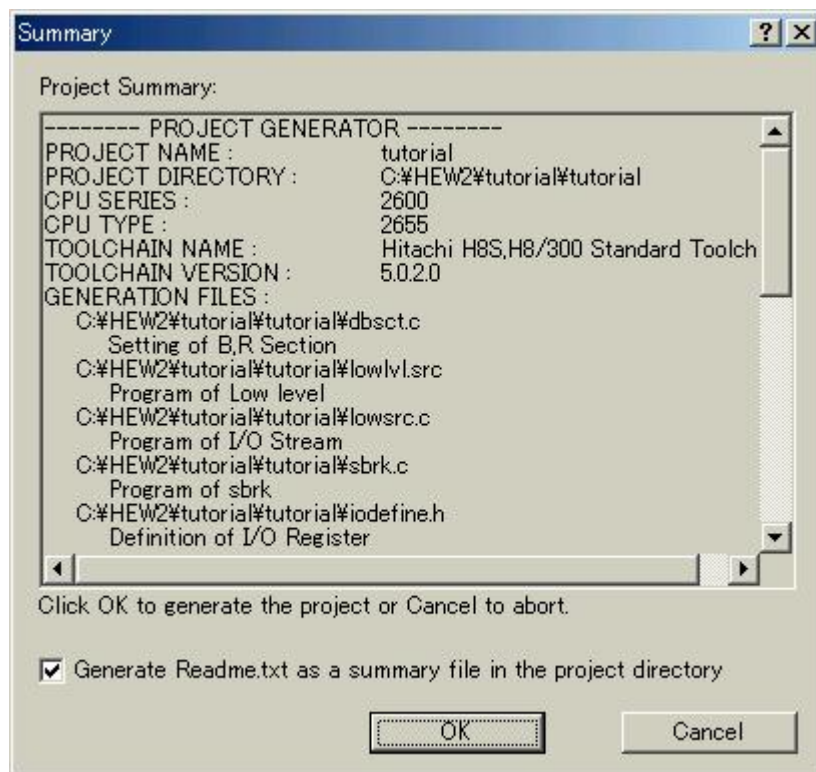 Summary
Project Summary:
-------- PROJECT GENERATOR --------
PROJECT NAME : tutorial
PROJECT DIRECTORY : C:¥HEW2¥tutorial¥tutorial
CPU SERIES : 2600
CPU TYPE : 2655
TOOLCHAIN NAME : Hitachi H8S,H8/300 Standard Toolch
TOOLCHAIN VERSION : 5.0.2.0
GENERATION FILES :
C:¥HEW2¥tutorial¥tutorial¥dbsct.c
Setting of B,R Section
C:¥HEW2¥tutorial¥tutorial¥lowlvl.src
Program of Low level
C:¥HEW2¥tutorial¥tutorial¥lowsrc.c
Program of I/O Stream
C:¥HEW2¥tutorial¥tutorial¥sbrk.c
Program of sbrk
C:¥HEW2¥tutorial¥tutorial¥iodefine.h
Definition of I/O Register
Click OK to generate the project or Cancel to abort.
Generate Readme.txt as a summary file in the project directory
OK Cancel